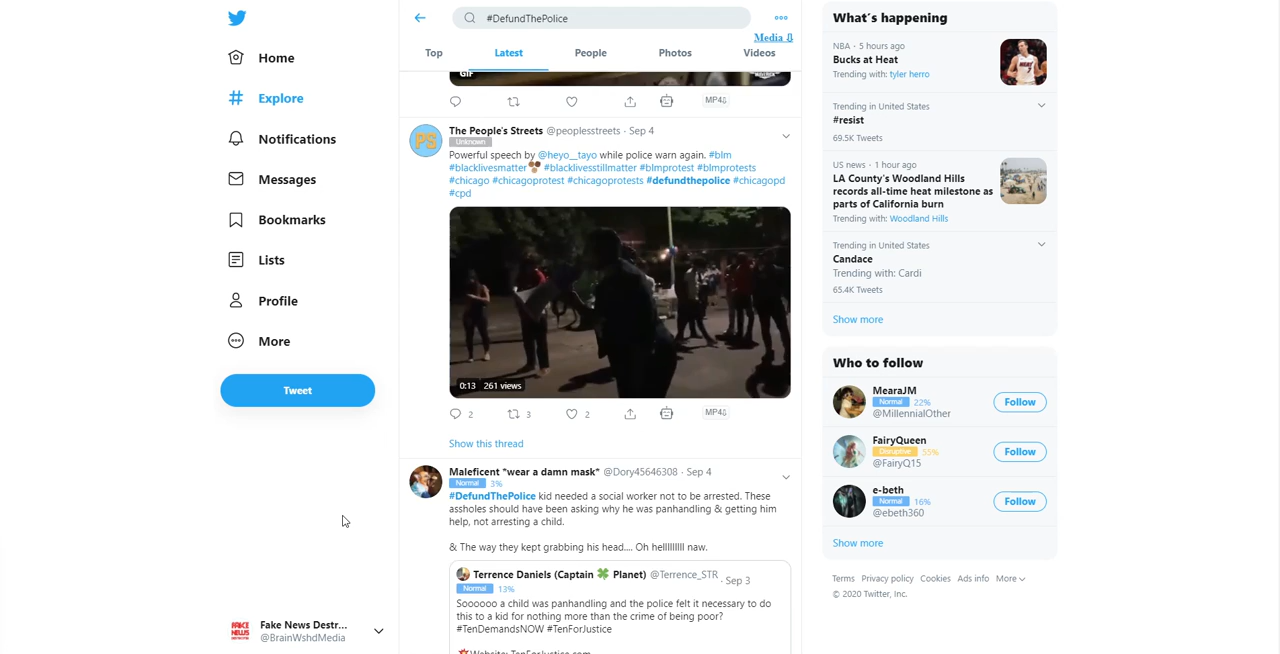 Home
Explore
Notifications
Messages
Bookmarks
Lists
Profile
More
Tweet
FAKE NEWS
Fake News Destr...
@BrainWshdMedia
#DefundThePolice
Media ⇩
Top
Latest
People
Photos
Videos
GIF
MP4⇩
PS
The People's Streets @peoplesstreets · Sep 4
Unknown
Powerful speech by @heyo__tayo while police warn again. #blm
#blacklivesmatter #blacklivesstillmatter #blmprotest #blmprotests
#chicago #chicagoprotest #chicagoprotests #defundthepolice #chicagopd
#cpd
0:13 261 views
2 3 2 MP4⇩
Show this thread
Maleficent *wear a damn mask* @Dory45646308 · Sep 4
Normal 3%
#DefundThePolice kid needed a social worker not to be arrested. These
assholes should have been asking why he was panhandling & getting him
help, not arresting a child.
& The way they kept grabbing his head.... Oh hellllllllll naw.
Terrence Daniels (Captain 🍀 Planet) @Terrence_STR · Sep 3
Normal 13%
Soooooo a child was panhandling and the police felt it necessary to do
this to a kid for nothing more than the crime of being poor?
#TenDemandsNOW #TenForJustice
Website: TenForJustice.com
What's happening
NBA · 5 hours ago
Bucks at Heat
Trending with: tyler herro
Trending in United States
#resist
69.5K Tweets
US news · 1 hour ago
LA County's Woodland Hills
records all-time heat milestone as
parts of California burn
Trending with: Woodland Hills
Trending in United States
Candace
Trending with: Cardi
65.4K Tweets
Show more
Who to follow
MearaJM
Normal 22%
@MillennialOther
Follow
FairyQueen
Disruptive 55%
@FairyQ15
Follow
e-beth
Normal 16%
@ebeth360
Follow
Show more
Terms Privacy policy Cookies Ads info More
© 2020 Twitter, Inc.